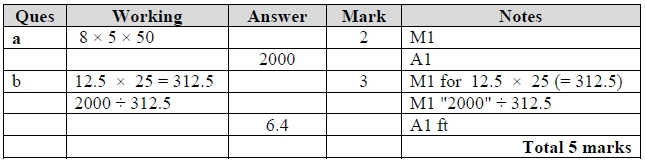 Ques Working Answer Mark Notes
a 8 × 5 × 50 2 M1
2000 A1
b 12.5 × 25 = 312.5 3 M1 for 12.5 × 25 (= 312.5)
2000 ÷ 312.5 M1 "2000" ÷ 312.5
6.4 A1 ft
Total 5 marks